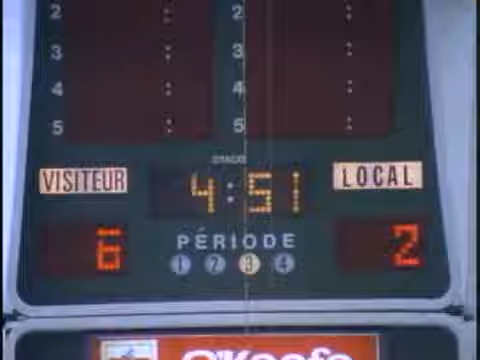 2 : 2 :
3 : 3 :
4 : 4 :
5 : 5 :
VISITEUR 4:51 LOCAL
6 PÉRIODE 2
1 2 3 4
O'Keefe